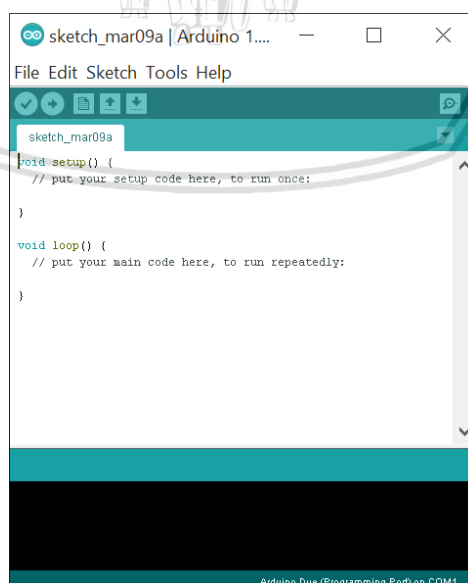 sketch_mar09a | Arduino 1....
File Edit Sketch Tools Help
sketch_mar09a
void setup() {
// put your setup code here, to run once:
}
void loop() {
// put your main code here, to run repeatedly:
}
Arduino Due (Programming Port) on COM1